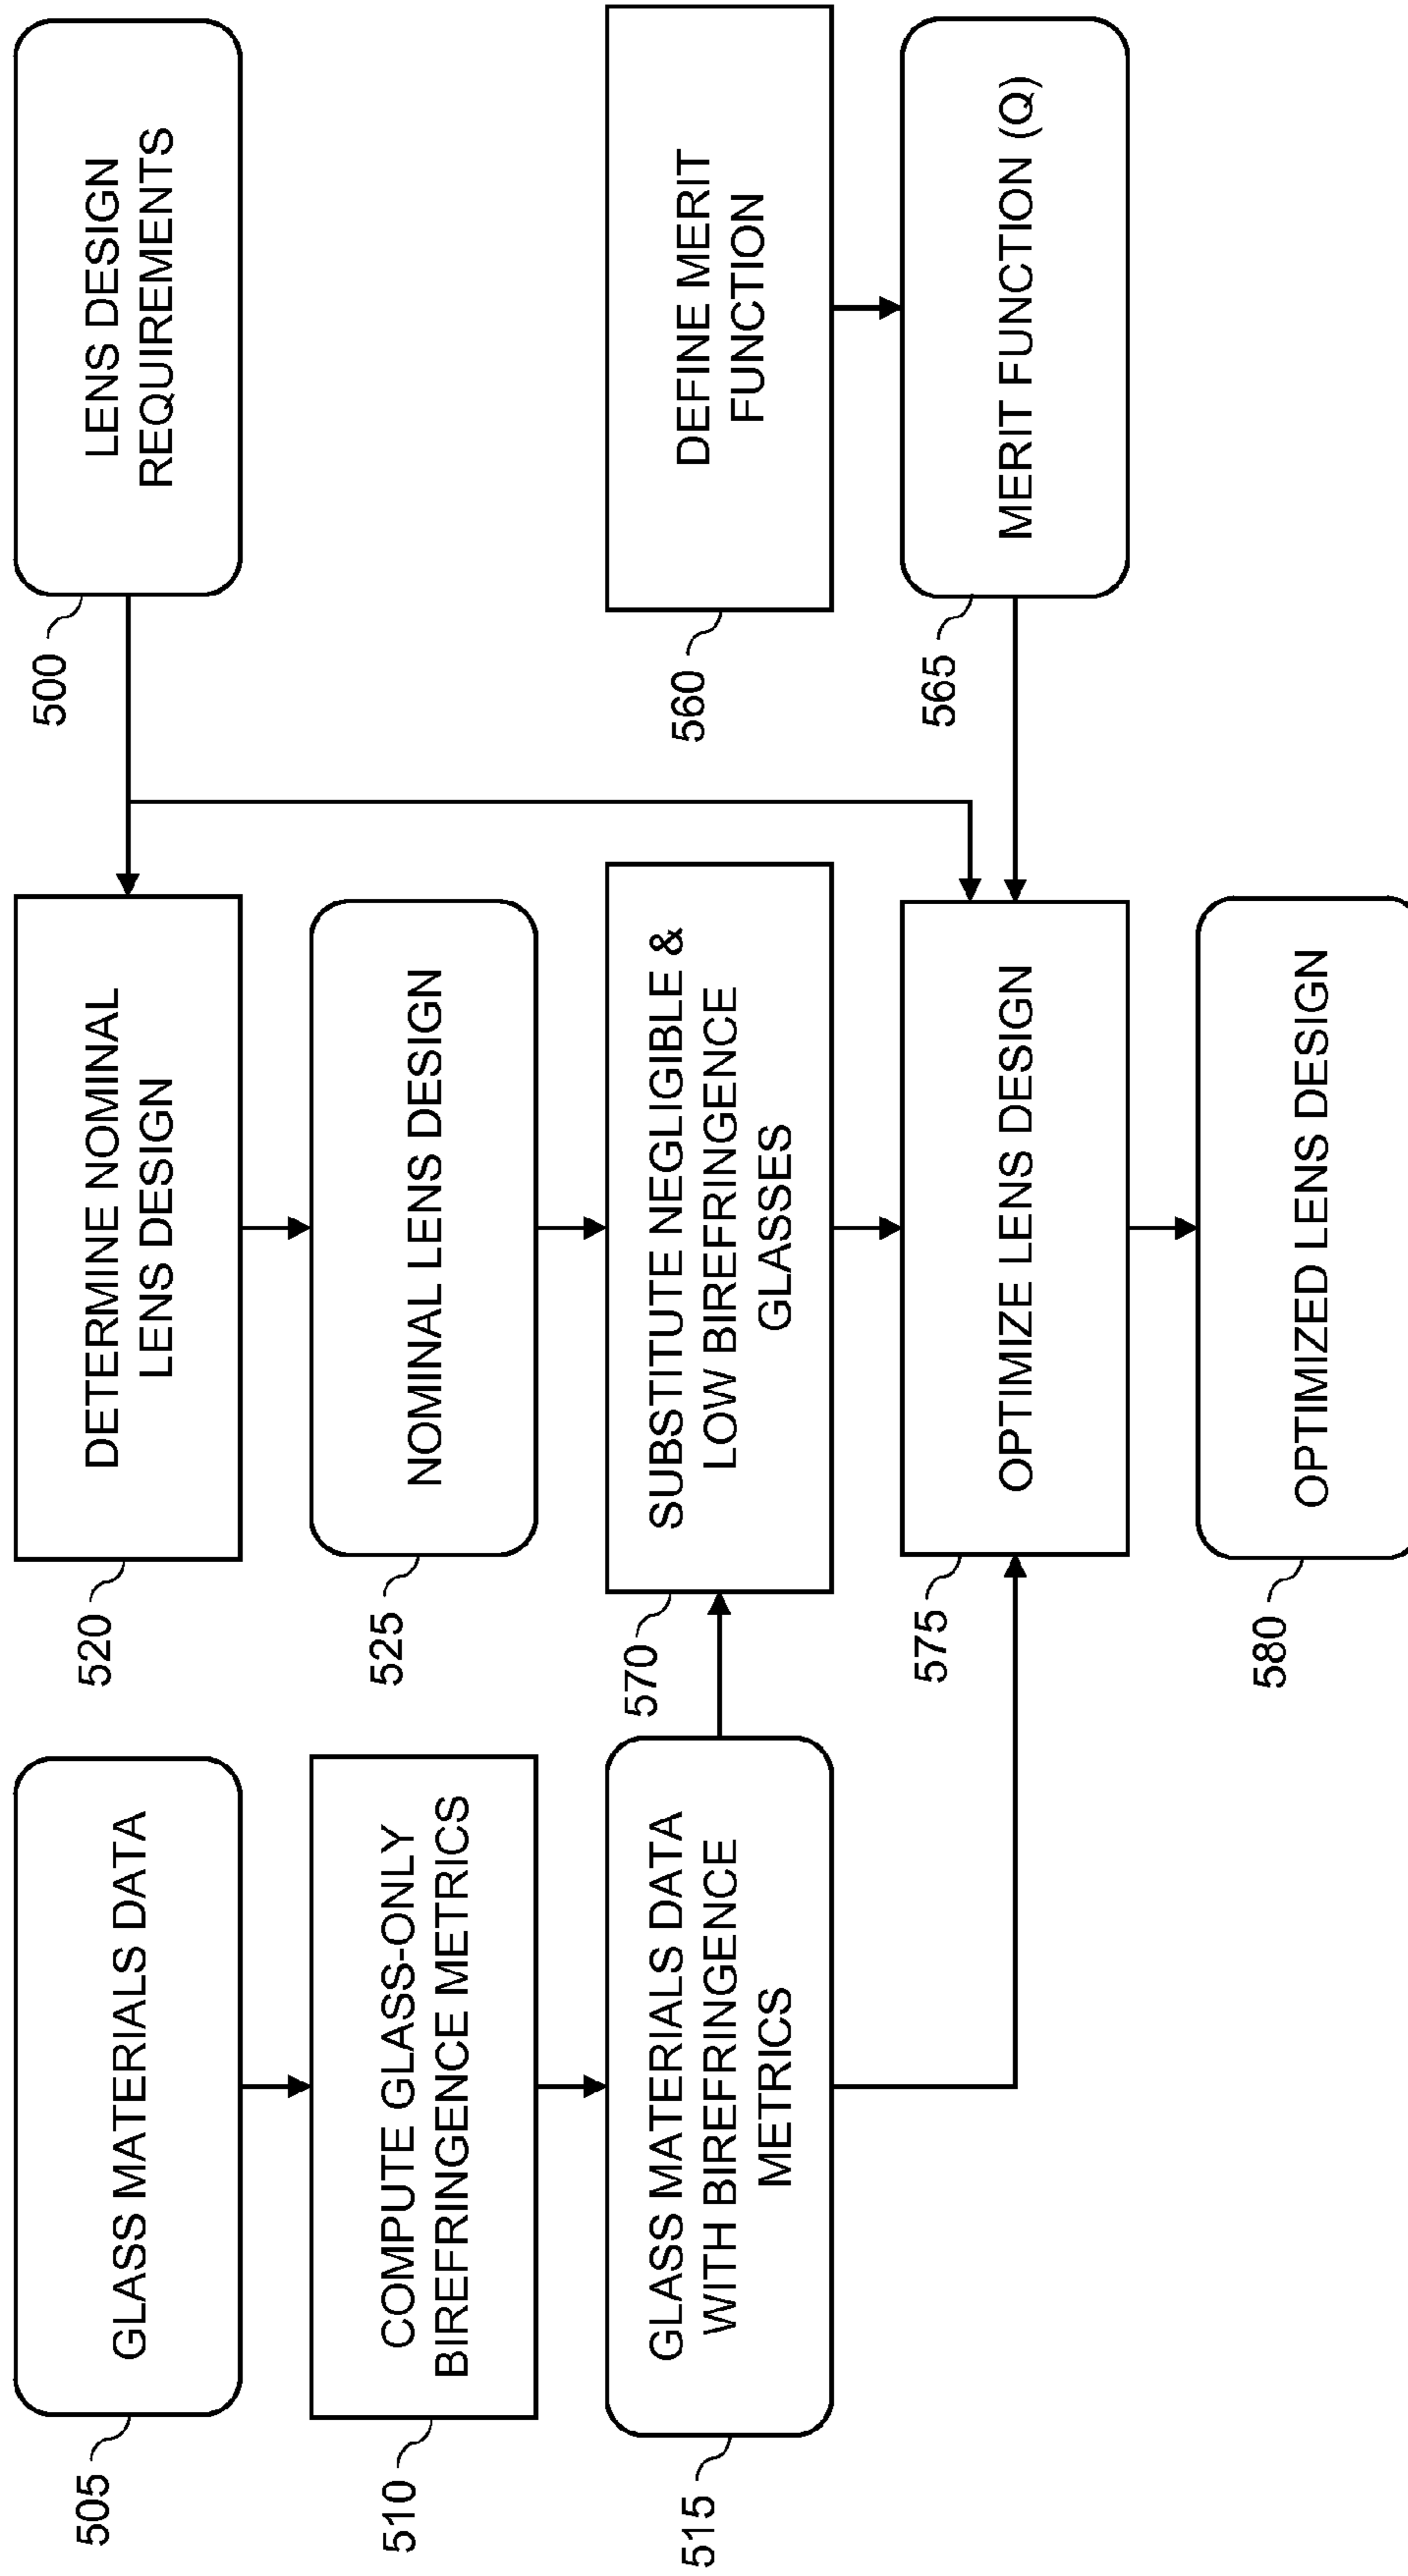 505
GLASS MATERIALS DATA
510
COMPUTE GLASS-ONLY
BIREFRINGENCE METRICS
515
GLASS MATERIALS DATA
WITH BIREFRINGENCE
METRICS
520
DETERMINE NOMINAL
LENS DESIGN
525
NOMINAL LENS DESIGN
570
SUBSTITUTE NEGLIGIBLE &
LOW BIREFRINGENCE
GLASSES
575
OPTIMIZE LENS DESIGN
580
OPTIMIZED LENS DESIGN
500
LENS DESIGN
REQUIREMENTS
560
DEFINE MERIT
FUNCTION
565
MERIT FUNCTION (Q)